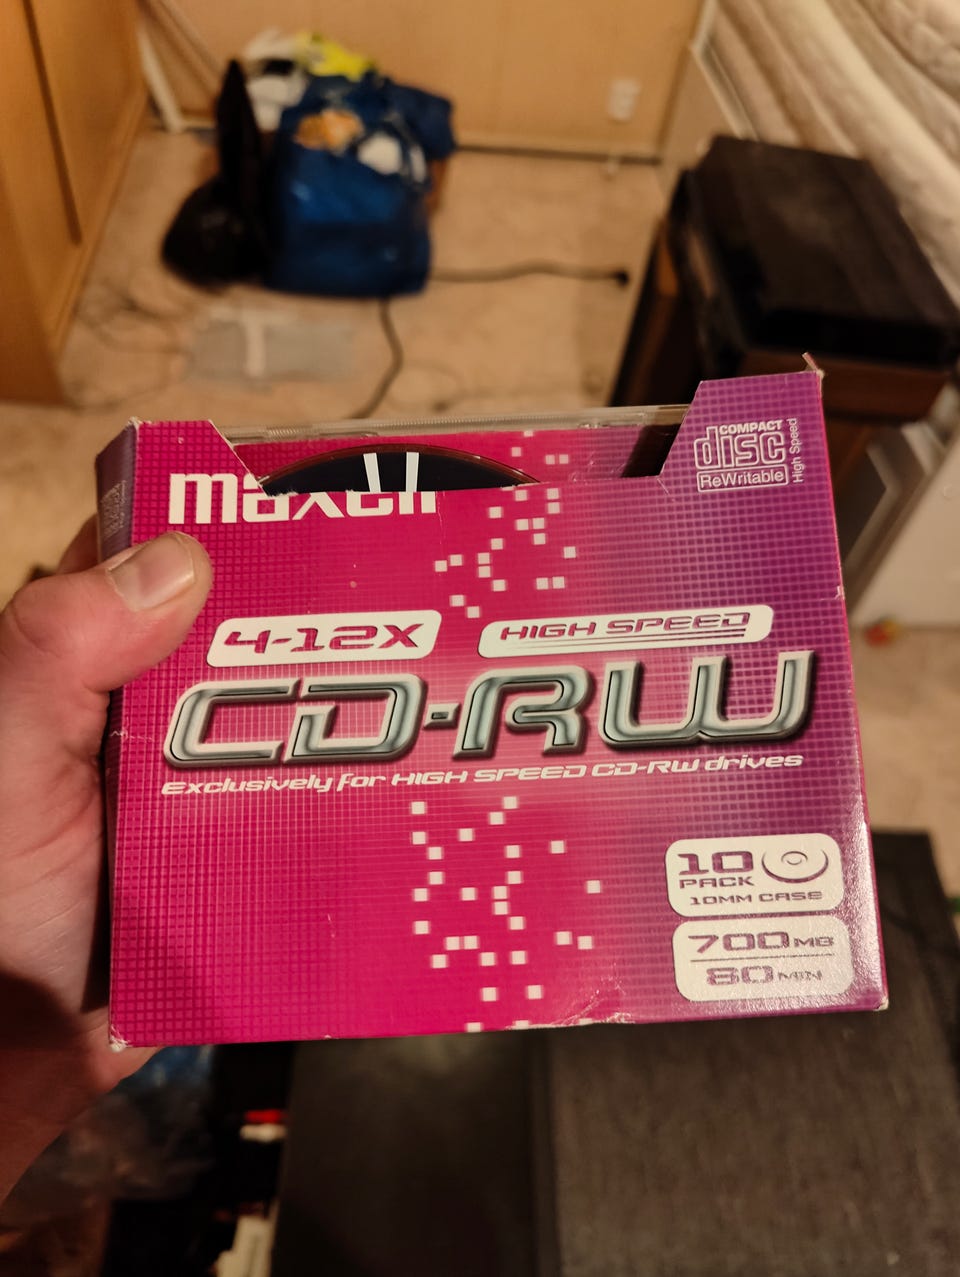 maxell
COMPACT
disc
ReWritable
High Speed
4-12X
HIGH SPEED
CD-RW
Exclusively for HIGH SPEED CD-RW drives
10
PACK
10MM CASE
700MB
80MIN